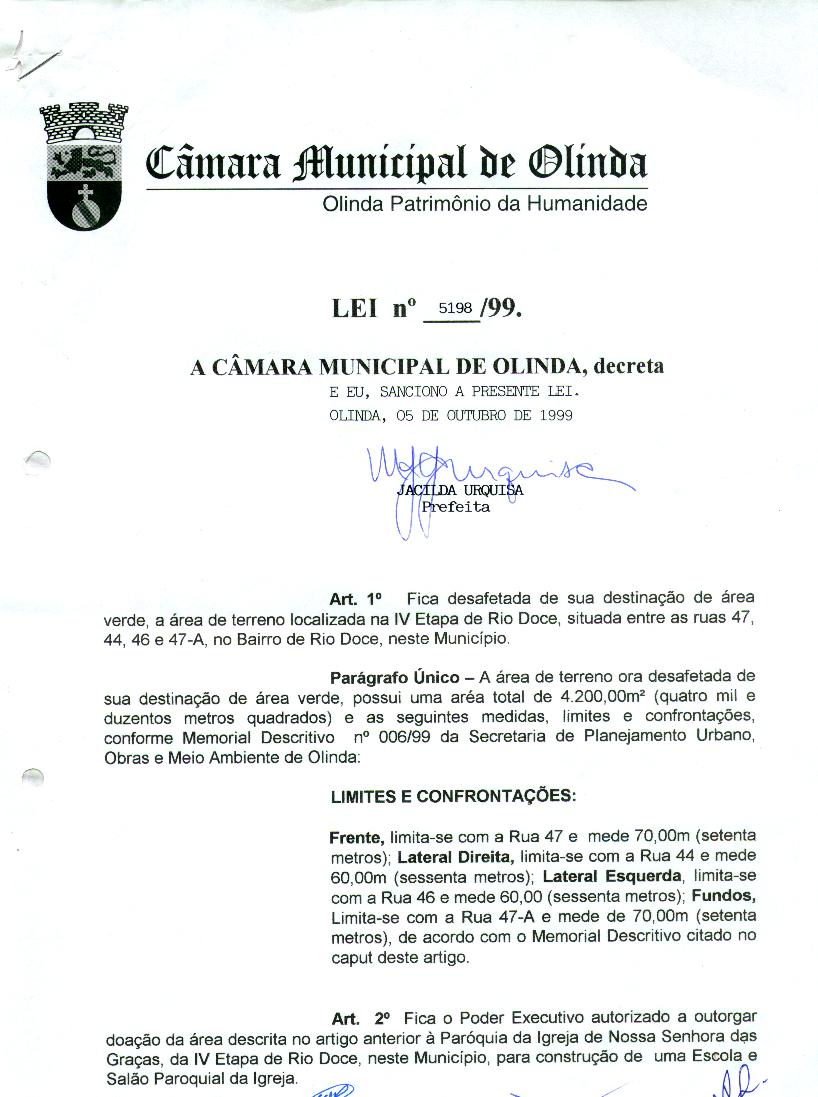 Câmara Municipal de Olinda
Olinda Patrimônio da Humanidade
LEI nº 5198/99.
A CÂMARA MUNICIPAL DE OLINDA, decreta
E EU, SANCIONO A PRESENTE LEI.
OLINDA, 05 DE OUTUBRO DE 1999
JACILDA URQUISA
Prefeita
Art. 1º Fica desafetada de sua destinação de área
verde, a área de terreno localizada na IV Etapa de Rio Doce, situada entre as ruas 47,
44, 46 e 47-A, no Bairro de Rio Doce, neste Município.
Parágrafo Único – A área de terreno ora desafetada de
sua destinação de área verde, possui uma aréa total de 4.200,00m² (quatro mil e
duzentos metros quadrados) e as seguintes medidas, limites e confrontações,
conforme Memorial Descritivo nº 006/99 da Secretaria de Planejamento Urbano,
Obras e Meio Ambiente de Olinda:
LIMITES E CONFRONTAÇÕES:
Frente, limita-se com a Rua 47 e mede 70,00m (setenta
metros); Lateral Direita, limita-se com a Rua 44 e mede
60,00m (sessenta metros); Lateral Esquerda, limita-se
com a Rua 46 e mede 60,00 (sessenta metros); Fundos,
Limita-se com a Rua 47-A e mede de 70,00m (setenta
metros), de acordo com o Memorial Descritivo citado no
caput deste artigo.
Art. 2º Fica o Poder Executivo autorizado a outorgar
doação da área descrita no artigo anterior à Paróquia da Igreja de Nossa Senhora das
Graças, da IV Etapa de Rio Doce, neste Município, para construção de uma Escola e
Salão Paroquial da Igreja.